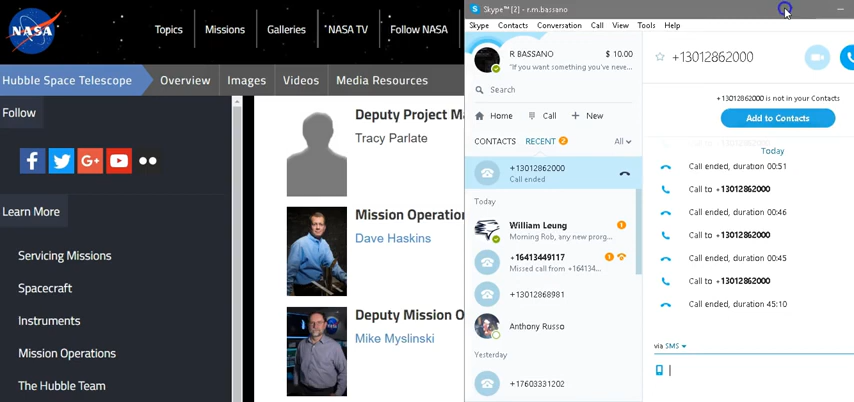 NASA
Topics
Missions
Galleries
NASA TV
Follow NASA
Hubble Space Telescope
Overview
Images
Videos
Media Resources
Follow
Learn More
Servicing Missions
Spacecraft
Instruments
Mission Operations
The Hubble Team
Deputy Project Ma
Tracy Parlate
Mission Operatio
Dave Haskins
Deputy Mission O
Mike Myslinski
Skype™ [2] - r.m.bassano
Skype Contacts Conversation Call View Tools Help
R BASSANO $ 10.00
"If you want something you've neve...
Search
Home Call New
CONTACTS RECENT 2 All
+13012862000
Call ended
Today
William Leung 1
Morning Rob, any new prorg...
+16413449117 1
Missed call from +164134...
+13012868981
Anthony Russo
Yesterday
+17603331202
+13012862000
+13012862000 is not in your Contacts
Add to Contacts
Today
Call ended, duration 00:51
Call to +13012862000
Call ended, duration 00:46
Call to +13012862000
Call ended, duration 00:45
Call to +13012862000
Call ended, duration 45:10
via SMS